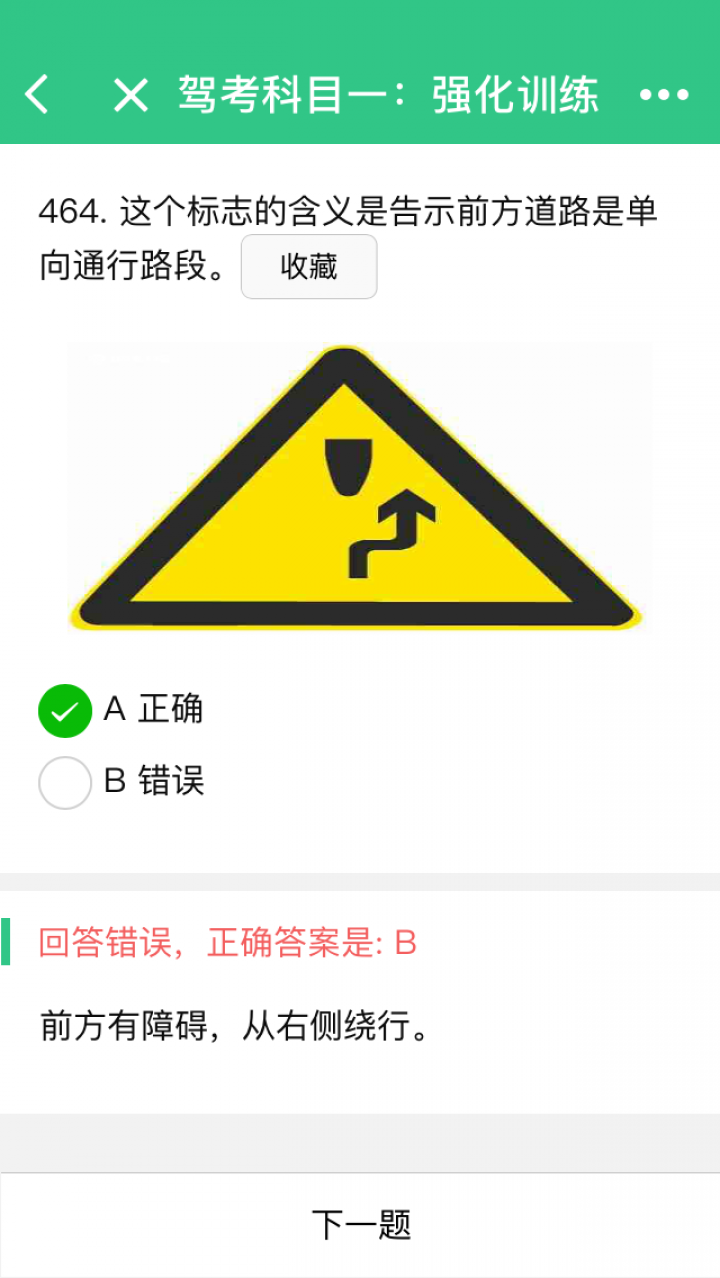 驾考科目一：强化训练
464. 这个标志的含义是告示前方道路是单
向通行路段。 收藏
A 正确
B 错误
回答错误，正确答案是: B
前方有障碍，从右侧绕行。
下一题